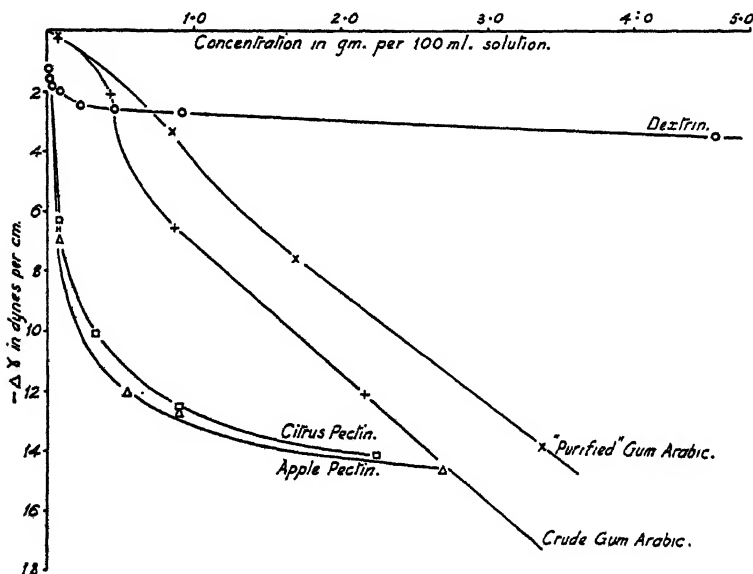 1·0 2·0 3·0 4·0 5·0
Concentration in gm. per 100 ml. solution.
2
4
6
8
10
12
14
16
18
-Δγ in dynes per cm.
Dextrin.
Citrus Pectin.
Apple Pectin.
"Purified" Gum Arabic.
Crude Gum Arabic.